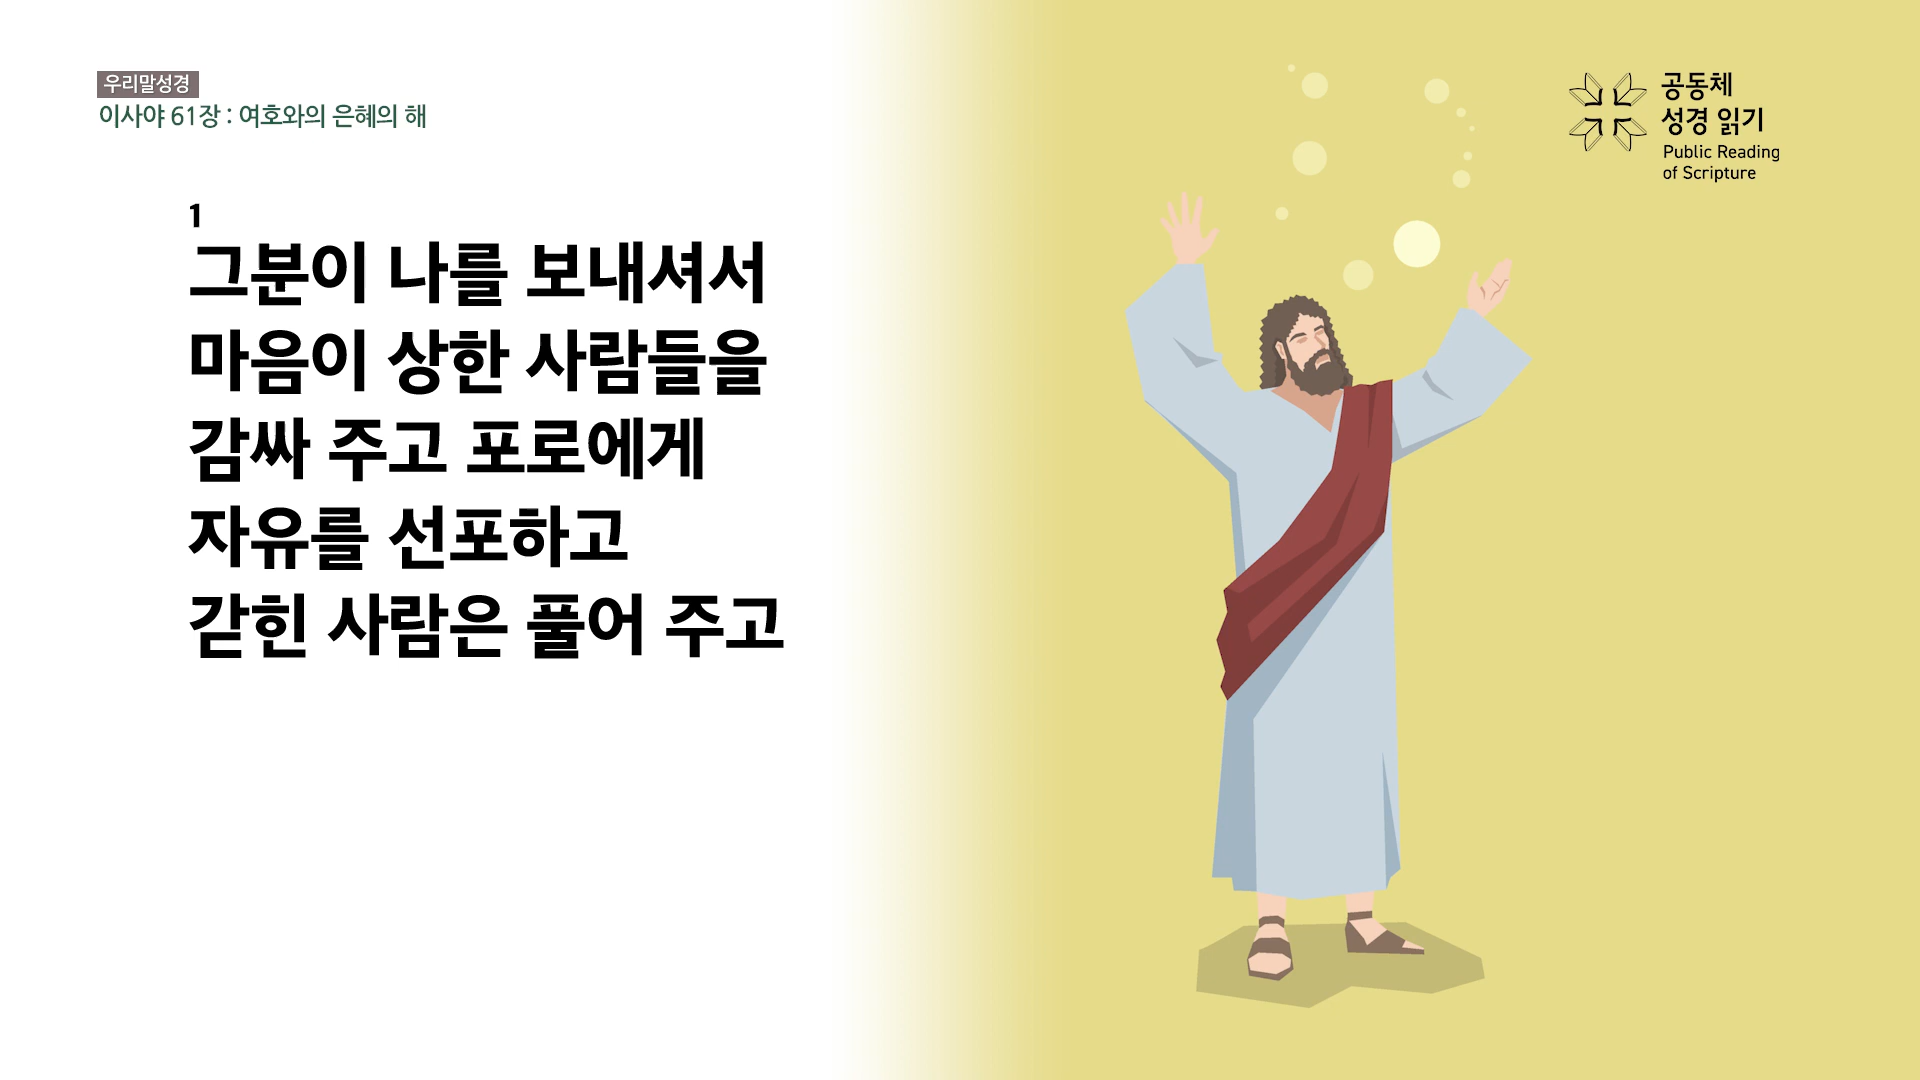 우리말성경
이사야 61장 : 여호와의 은혜의 해
1
그분이 나를 보내셔서
마음이 상한 사람들을
감싸 주고 포로에게
자유를 선포하고
갇힌 사람은 풀어 주고
공동체
성경 읽기
Public Reading
of Scripture